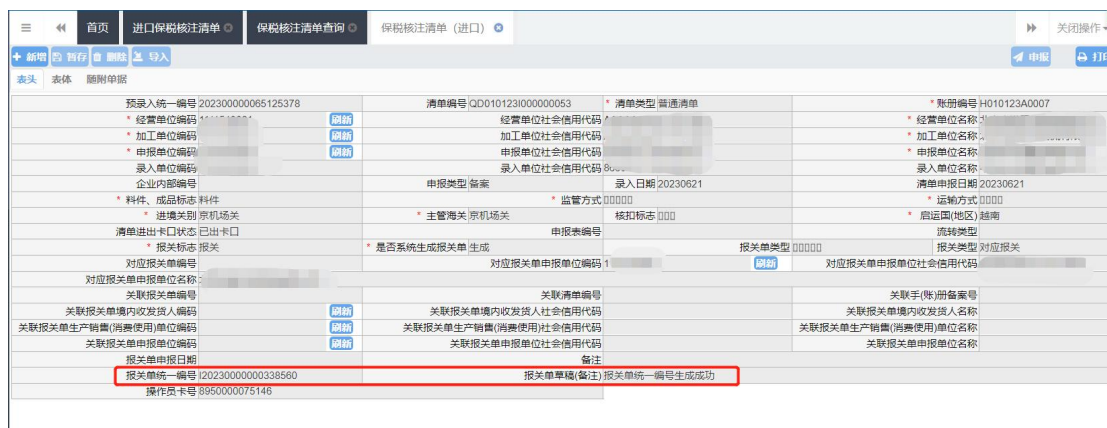 首页 进口保税核注清单 保税核注清单查询 保税核注清单（进口） 关闭操作
+ 新增 暂存 删除 导入 申报 打印
表头 表体 随附单据
预录入统一编号 202300000065125378 清单编号 QD010123I000000053 * 清单类型 普通清单 * 账册编号 H010123A0007
* 经营单位编码 刷新 经营单位社会信用代码 * 经营单位名称
* 加工单位编码 刷新 加工单位社会信用代码 * 加工单位名称
* 申报单位编码 刷新 申报单位社会信用代码 * 申报单位名称
录入单位编码 录入单位社会信用代码 录入单位名称
企业内部编号 申报类型 备案 录入日期 20230621 清单申报日期 20230621
* 料件、成品标志 料件 * 监管方式 * 运输方式
* 进境关别 京机场关 * 主管海关 京机场关 核扣标志 * 启运国(地区) 越南
清单进出卡口状态 已出卡口 申报表编号 流转类型
* 报关标志 报关 * 是否系统生成报关单 生成 报关单类型 报关类型 对应报关
对应报关单编号 对应报关单申报单位编码 1 刷新 对应报关单申报单位社会信用代码
对应报关单申报单位名称
关联报关单编号 关联清单编号 关联手(账)册备案号
关联报关单境内收发货人编码 刷新 关联报关单境内收发货人社会信用代码 关联报关单境内收发货人名称
关联报关单生产销售(消费使用)单位编码 刷新 关联报关单生产销售(消费使用)社会信用代码 关联报关单生产销售(消费使用)单位名称
关联报关单申报单位编码 刷新 关联报关单申报单位社会信用代码 关联报关单申报单位名称
报关单申报日期 备注
报关单统一编号 I20230000000338560 报关单草稿(备注) 报关单统一编号生成成功
操作员卡号 8950000075146